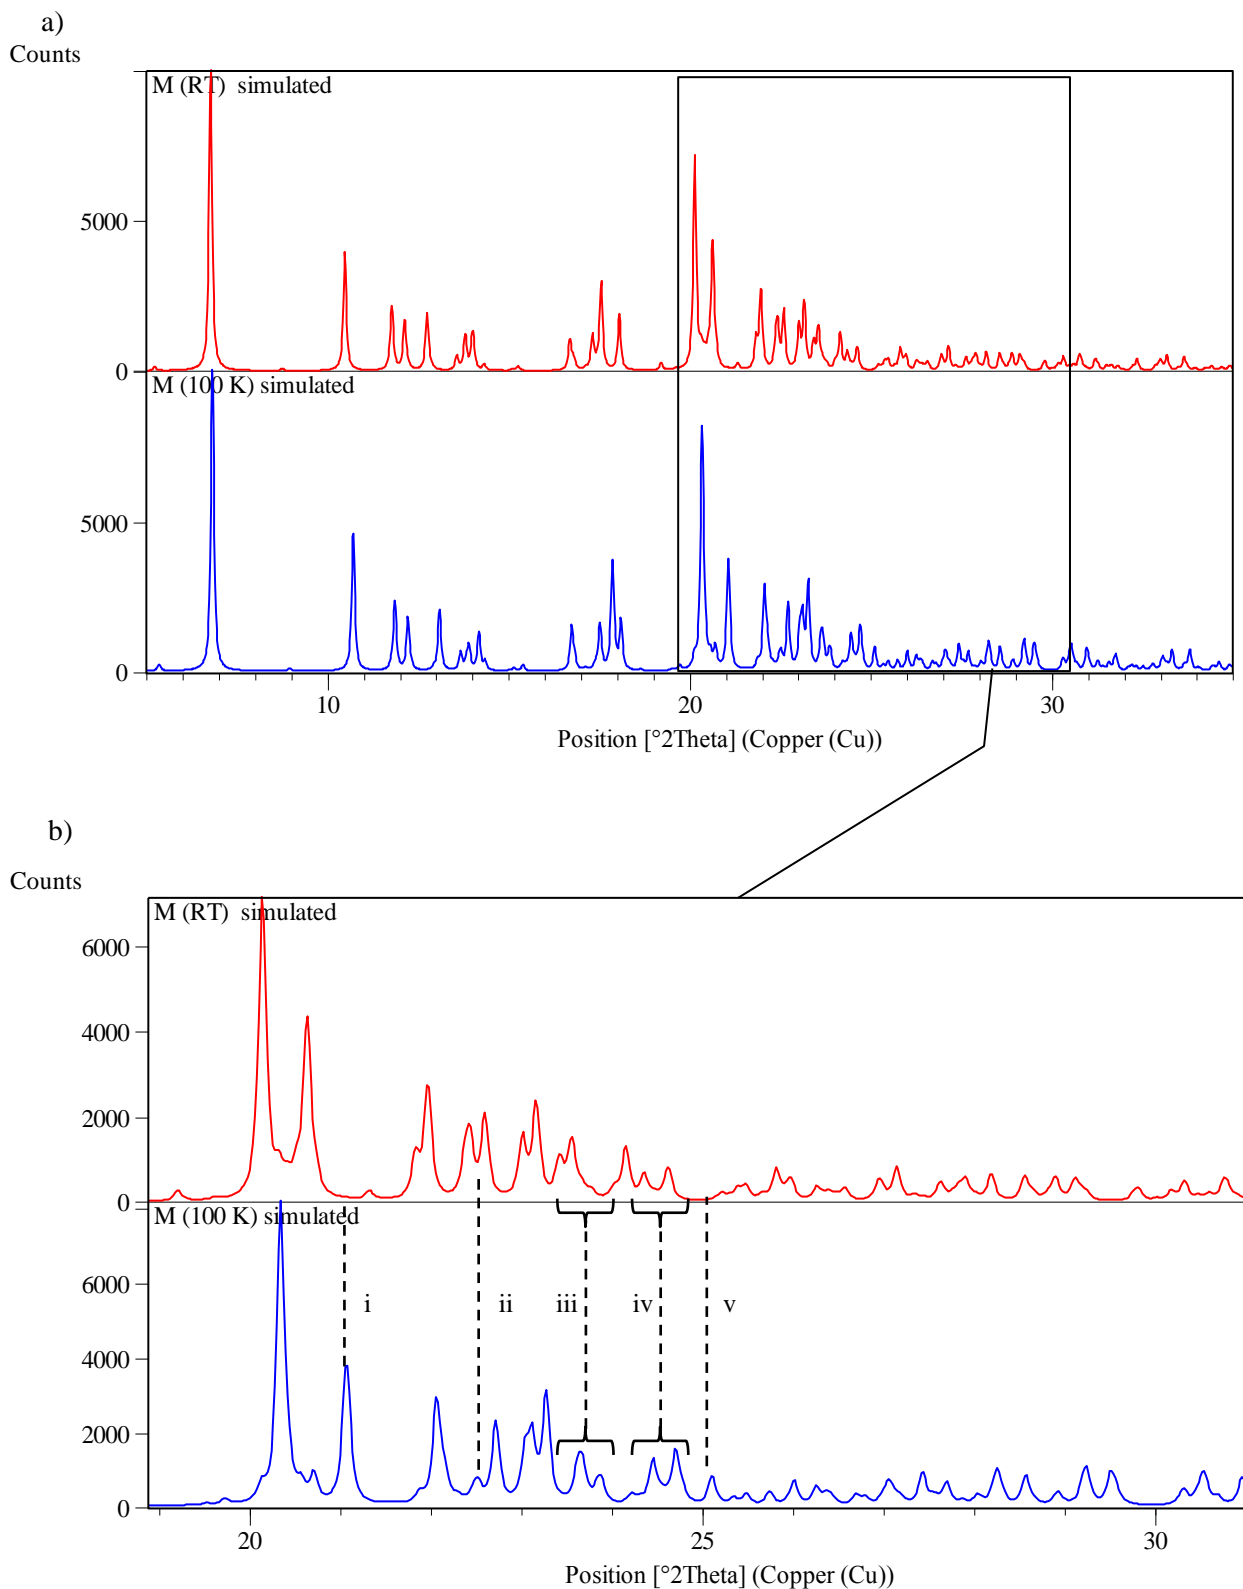 a)
Counts
M (RT) simulated
5000
0
M (100 K) simulated
5000
0
10 20 30
Position [°2Theta] (Copper (Cu))
b)
Counts
M (RT) simulated
6000
4000
2000
0
M (100 K) simulated
6000
i ii iii iv v
4000
2000
0
20 25 30
Position [°2Theta] (Copper (Cu))